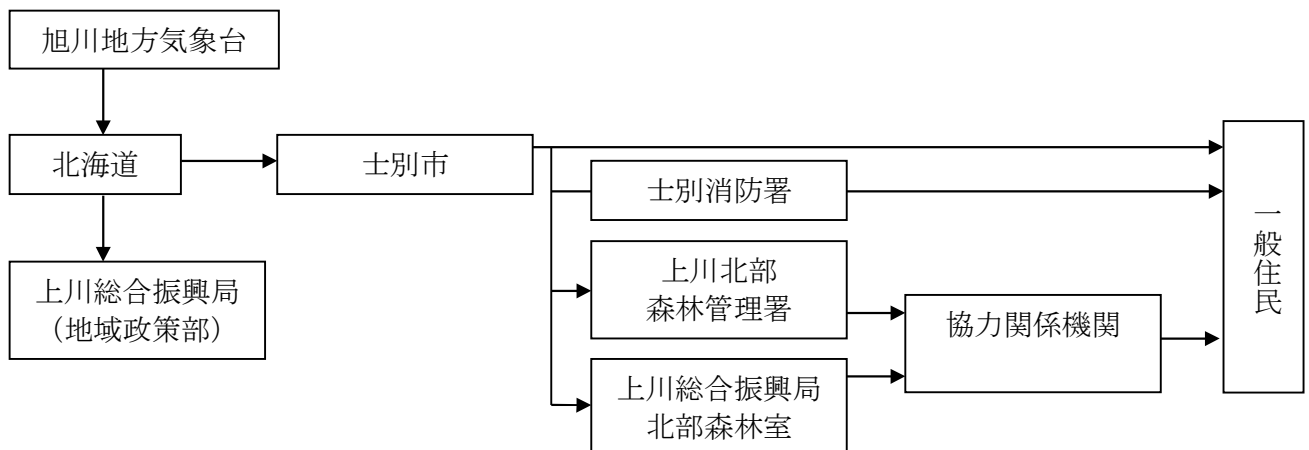 旭川地方気象台
北海道
士別市
士別消防署
上川北部
森林管理署
上川総合振興局
（地域政策部）
協力関係機関
上川総合振興局
北部森林室
一般住民